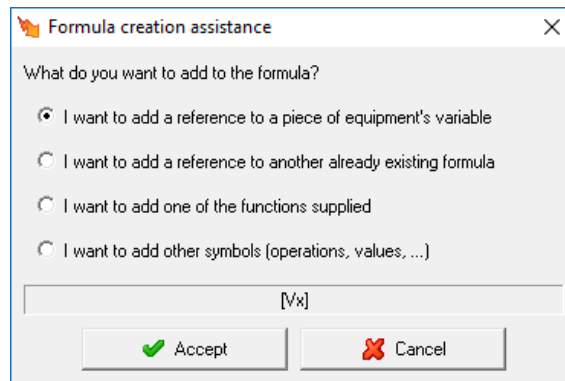 Formula creation assistance
What do you want to add to the formula?
I want to add a reference to a piece of equipment's variable
I want to add a reference to another already existing formula
I want to add one of the functions supplied
I want to add other symbols (operations, values, ...)
[Vx]
Accept
Cancel